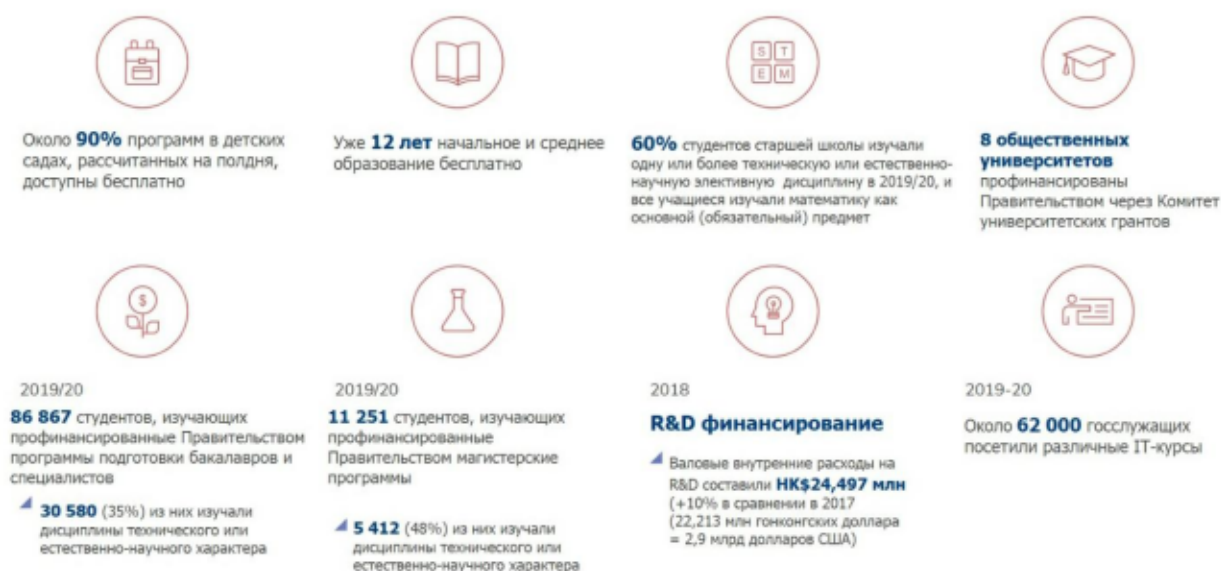 Около 90% программ в детских
садах, рассчитанных на полдня,
доступны бесплатно
Уже 12 лет начальное и среднее
образование бесплатно
S T
E M
60% студентов старшей школы изучали
одну или более техническую или естественно-
научную элективную дисциплину в 2019/20, и
все учащиеся изучали математику как
основной (обязательный) предмет
8 общественных
университетов
профинансированы
Правительством через Комитет
университетских грантов
$
2019/20
86 867 студентов, изучающих
профинансированные Правительством
программы подготовки бакалавров и
специалистов
30 580 (35%) из них изучали
дисциплины технического или
естественно-научного характера
2019/20
11 251 студентов, изучающих
профинансированные
Правительством магистерские
программы
5 412 (48%) из них изучали
дисциплины технического или
естественно-научного характера
2018
R&D финансирование
Валовые внутренние расходы на
R&D составили HK$24,497 млн
(+10% в сравнении в 2017
(22,213 млн гонконгских доллара
= 2,9 млрд долларов США)
2019-20
Около 62 000 госслужащих
посетили различные IT-курсы